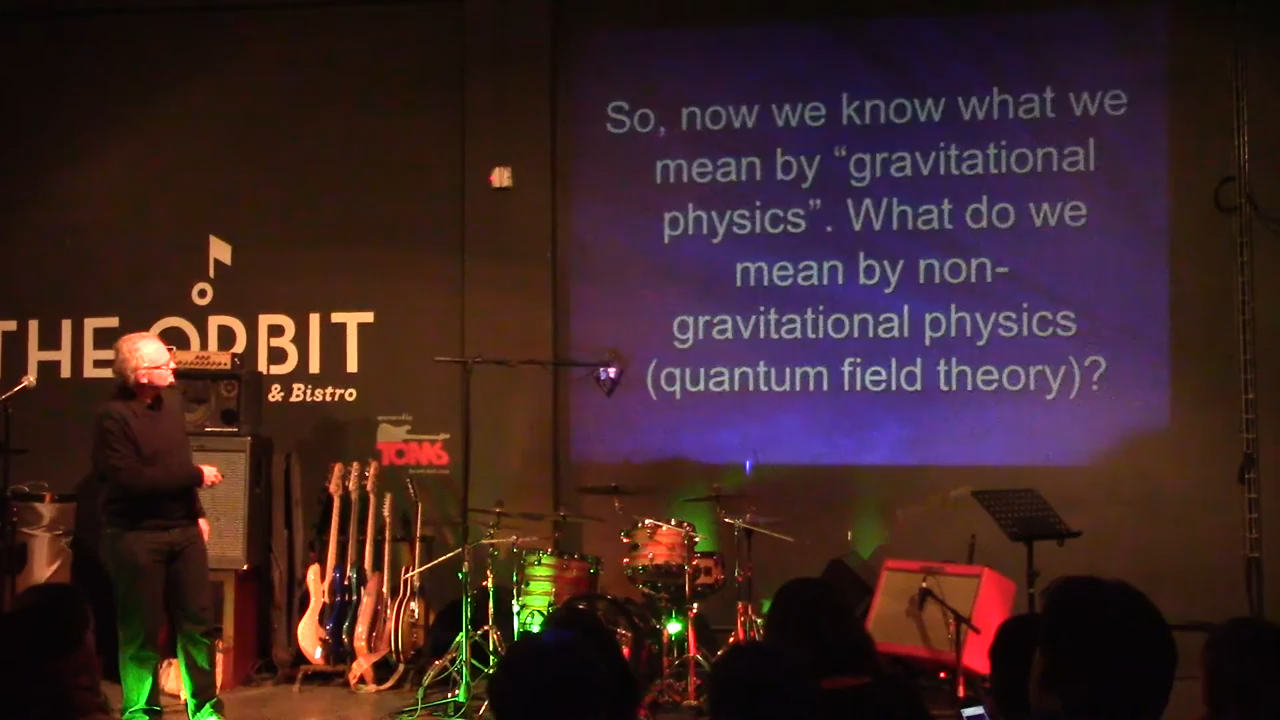 So, now we know what we
mean by “gravitational
physics”. What do we
mean by non-
gravitational physics
(quantum field theory)?
THE ORBIT
& Bistro
TOMS